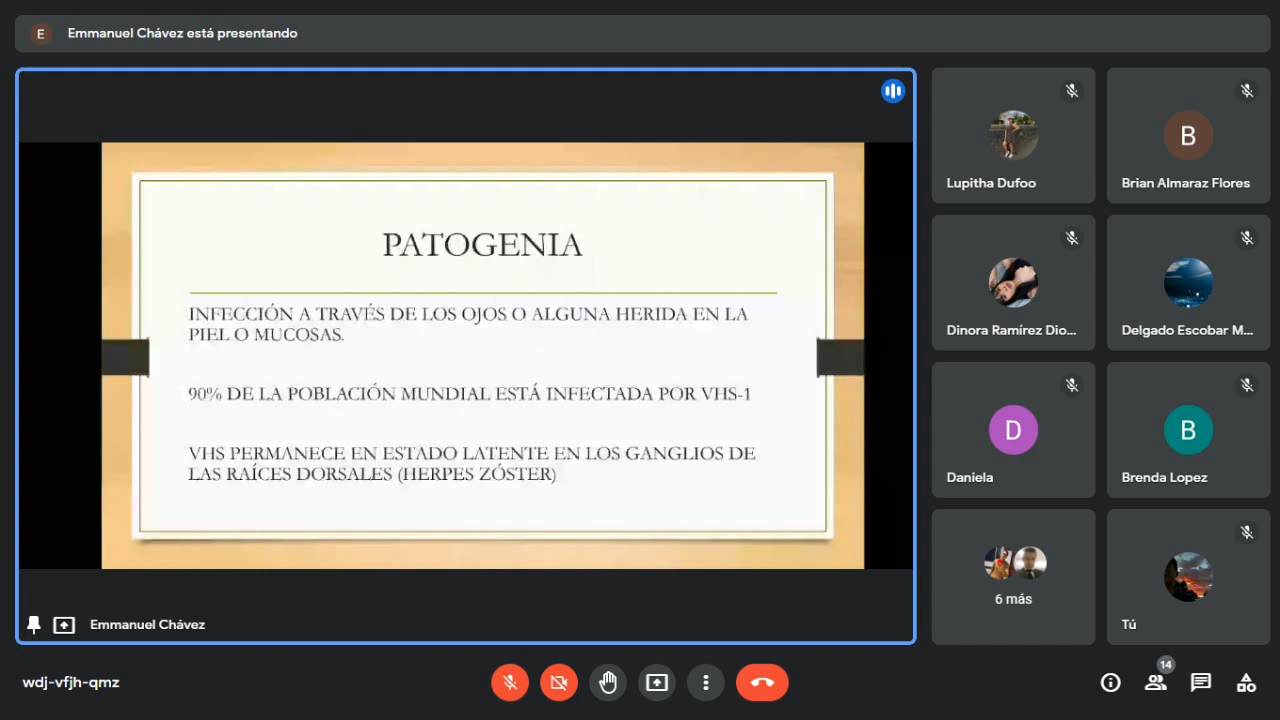 E
Emmanuel Chávez está presentando
PATOGENIA
INFECCIÓN A TRAVÉS DE LOS OJOS O ALGUNA HERIDA EN LA
PIEL O MUCOSAS.
90% DE LA POBLACIÓN MUNDIAL ESTÁ INFECTADA POR VHS-1
VHS PERMANECE EN ESTADO LATENTE EN LOS GANGLIOS DE
LAS RAÍCES DORSALES (HERPES ZÓSTER)
Emmanuel Chávez
Lupitha Dufoo
B
Brian Almaraz Flores
Dinora Ramírez Dio...
Delgado Escobar M...
D
Daniela
B
Brenda Lopez
6 más
Tú
wdj-vfjh-qmz
14